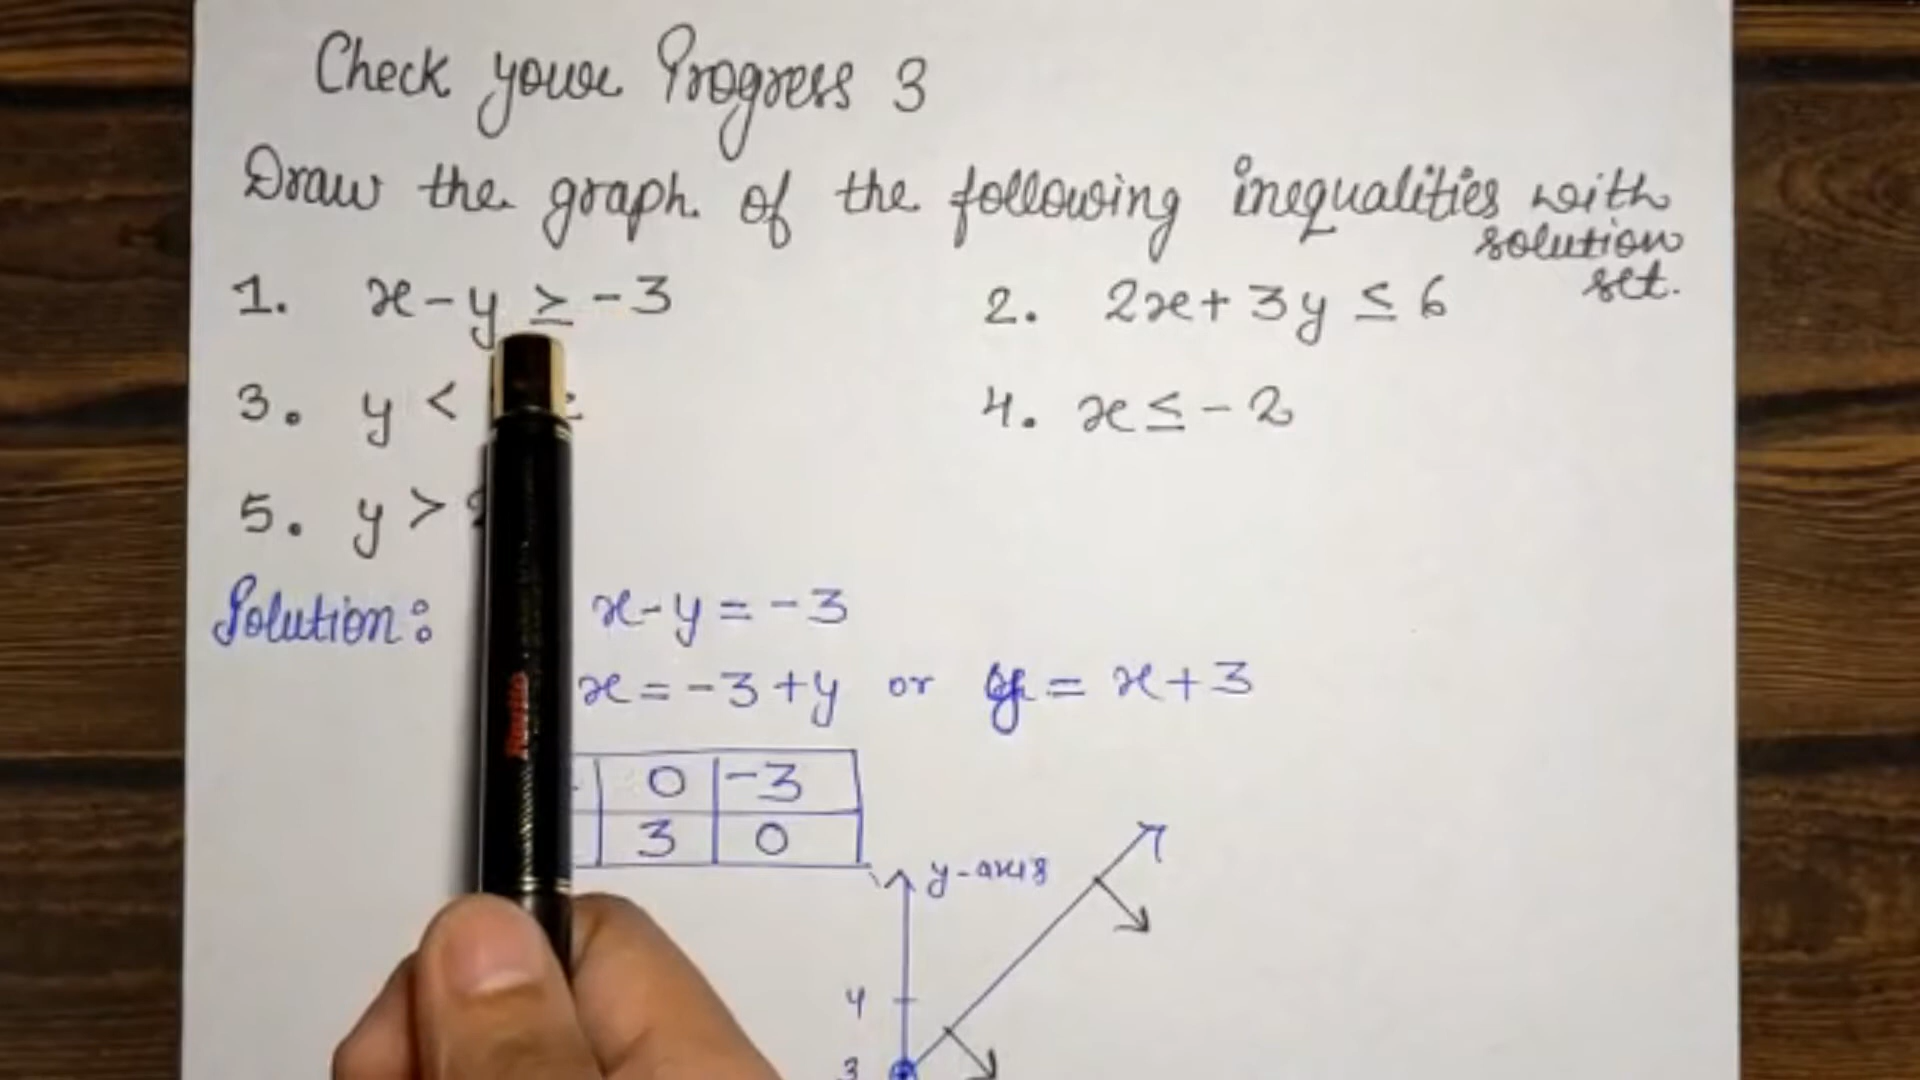 Check your Progress 3
Draw the graph of the following inequalities with
solution
set.
1. x - y ≥ -3
2. 2x + 3y ≤ 6
3. y <
4. x ≤ -2
5. y >
Solution: x - y = -3
x = -3 + y or y = x + 3
0 -3
3 0
y-axis
4
3